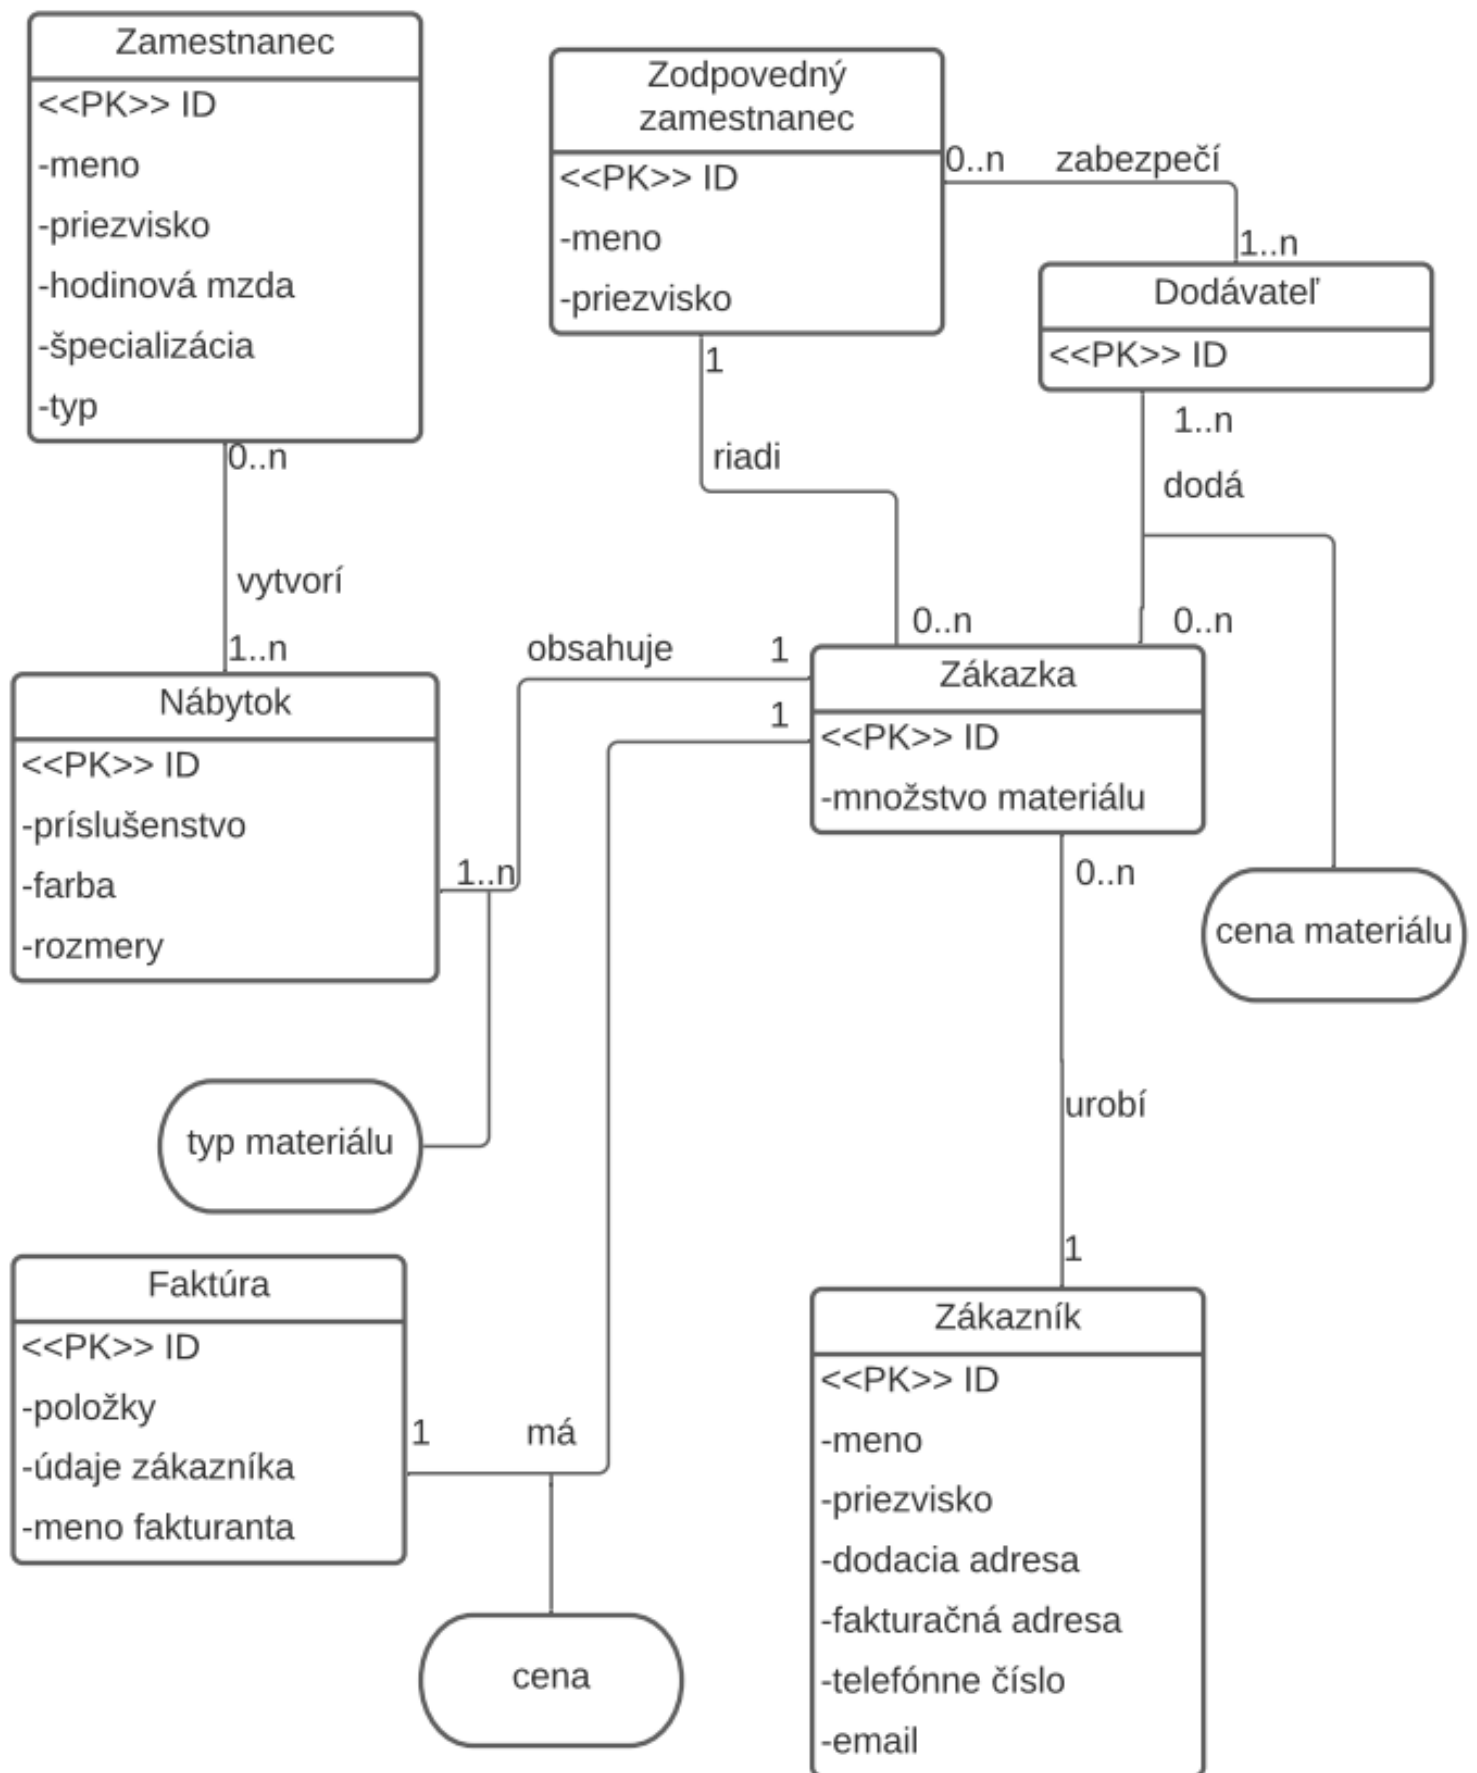 Zamestnanec
<<PK>> ID
-meno
-priezvisko
-hodinová mzda
-špecializácia
-typ
0..n
vytvorí
1..n
Zodpovedný
zamestnanec
<<PK>> ID
-meno
-priezvisko
0..n
zabezpečí
1..n
Dodávateľ
<<PK>> ID
1..n
dodá
0..n
1
riadi
0..n
Nábytok
<<PK>> ID
-príslušenstvo
-farba
-rozmery
obsahuje
1
1
1..n
Zákazka
<<PK>> ID
-množstvo materiálu
0..n
cena materiálu
typ materiálu
urobí
1
Faktúra
<<PK>> ID
-položky
-údaje zákazníka
-meno fakturanta
1
má
cena
Zákazník
<<PK>> ID
-meno
-priezvisko
-dodacia adresa
-fakturačná adresa
-telefónne číslo
-email